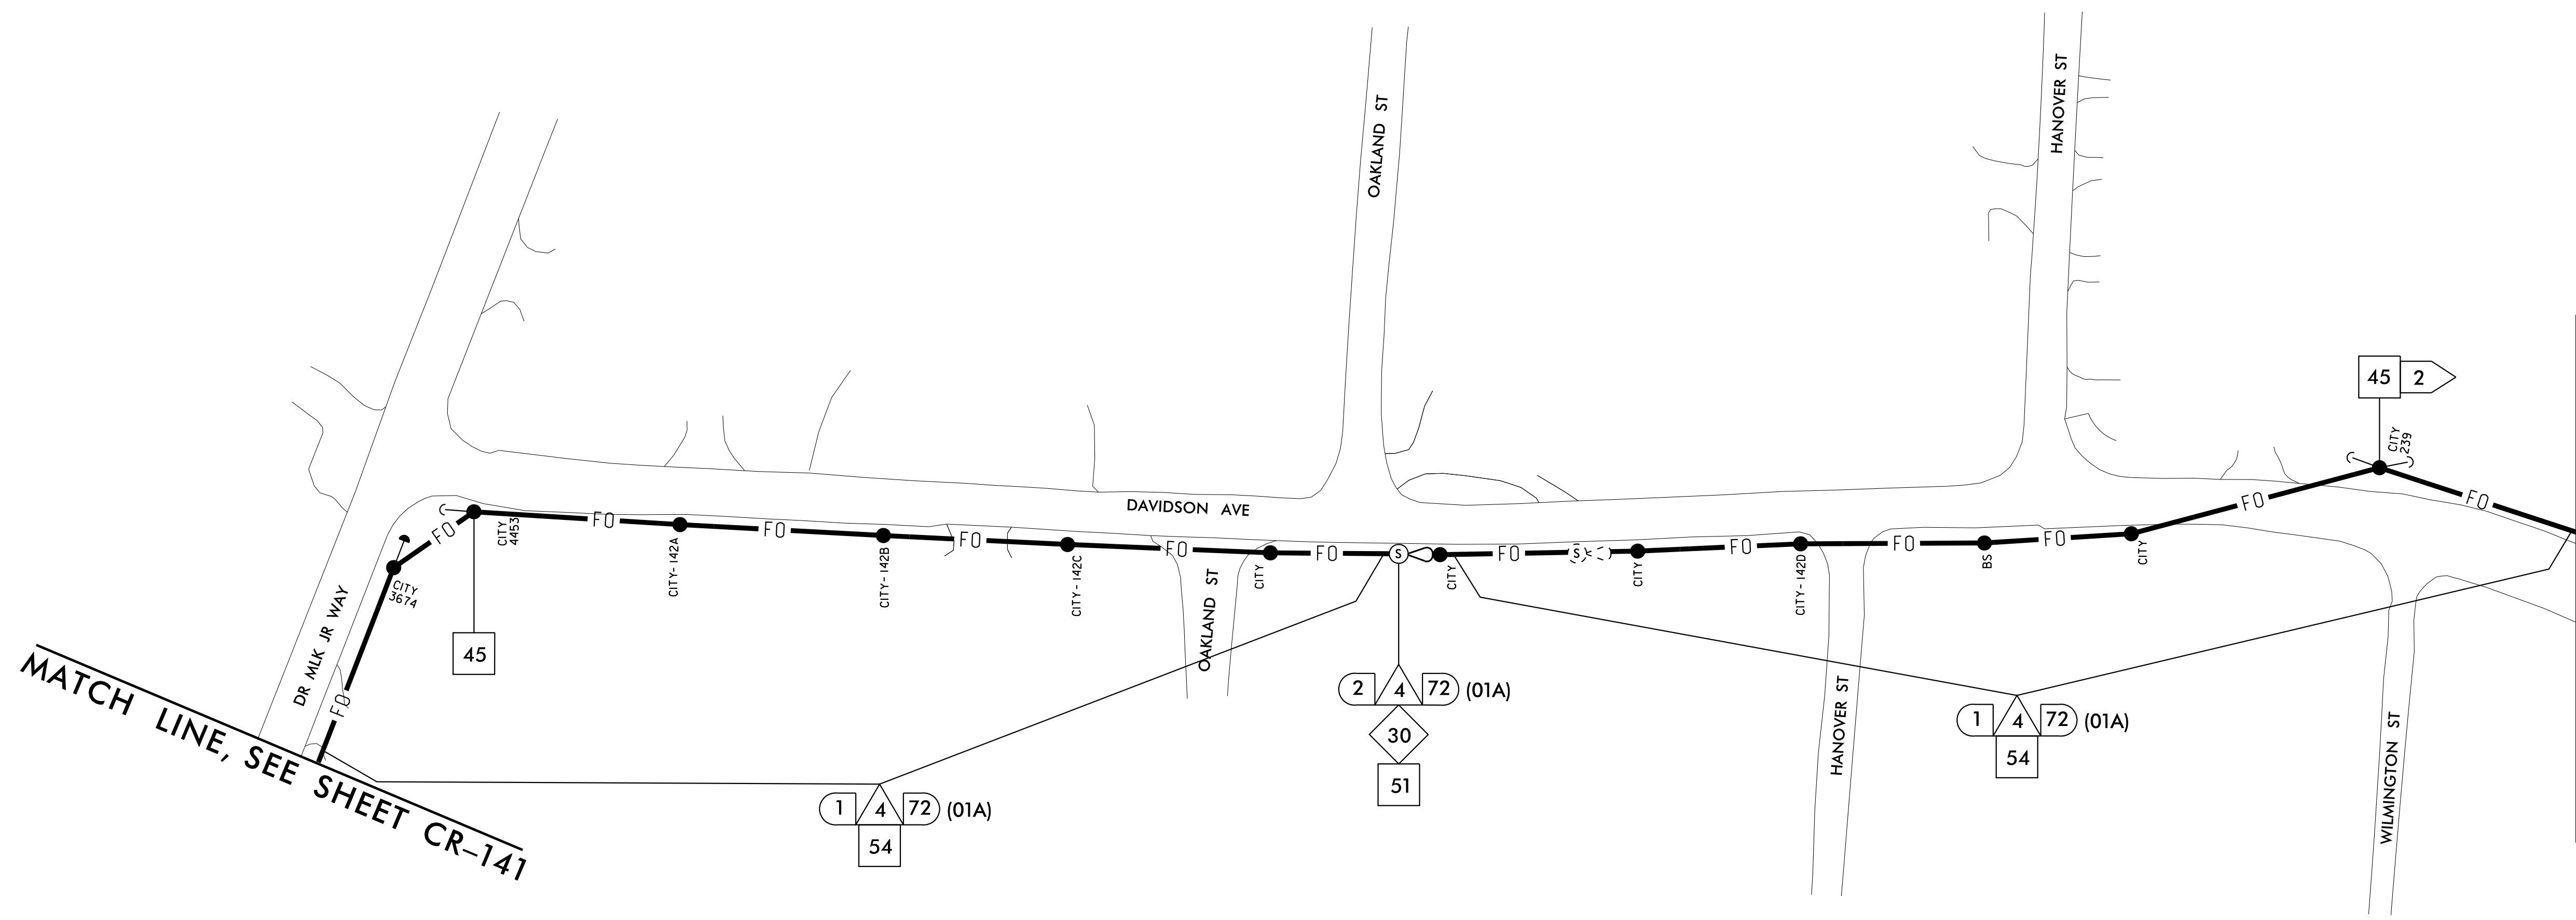 OAKLAND ST
HANOVER ST
45 2
CITY
239
FO
FO
DAVIDSON AVE
CITY
4453
FO
FO
FO
FO
FO
FO
FO
S
FO
S
FO
FO
FO
CITY
3674
CITY-142A
CITY-142B
CITY-142C
CITY
CITY
CITY
CITY-142D
BS
CITY
DR MLK JR WAY
FO
45
OAKLAND ST
2 4 72 (01A)
30
51
HANOVER ST
1 4 72 (01A)
54
WILMINGTON ST
MATCH LINE, SEE SHEET CR-141
1 4 72 (01A)
54